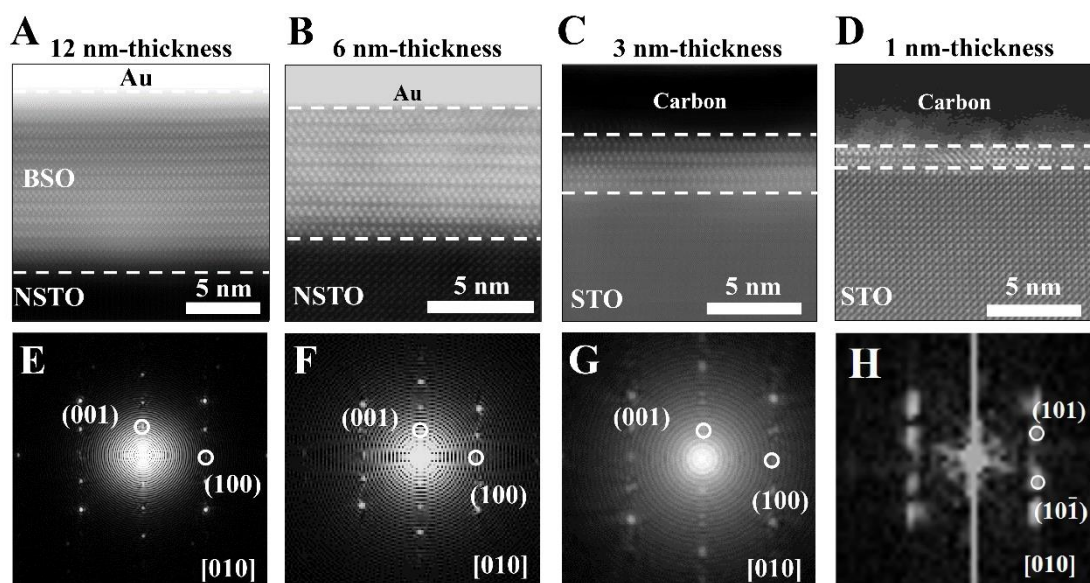 A
12 nm-thickness
Au
BSO
NSTO
5 nm
B
6 nm-thickness
Au
NSTO
5 nm
C
3 nm-thickness
Carbon
STO
5 nm
D
1 nm-thickness
Carbon
STO
5 nm
E
(001)
(100)
[010]
F
(001)
(100)
[010]
G
(001)
(100)
[010]
H
(101)
(101̄)
[010]